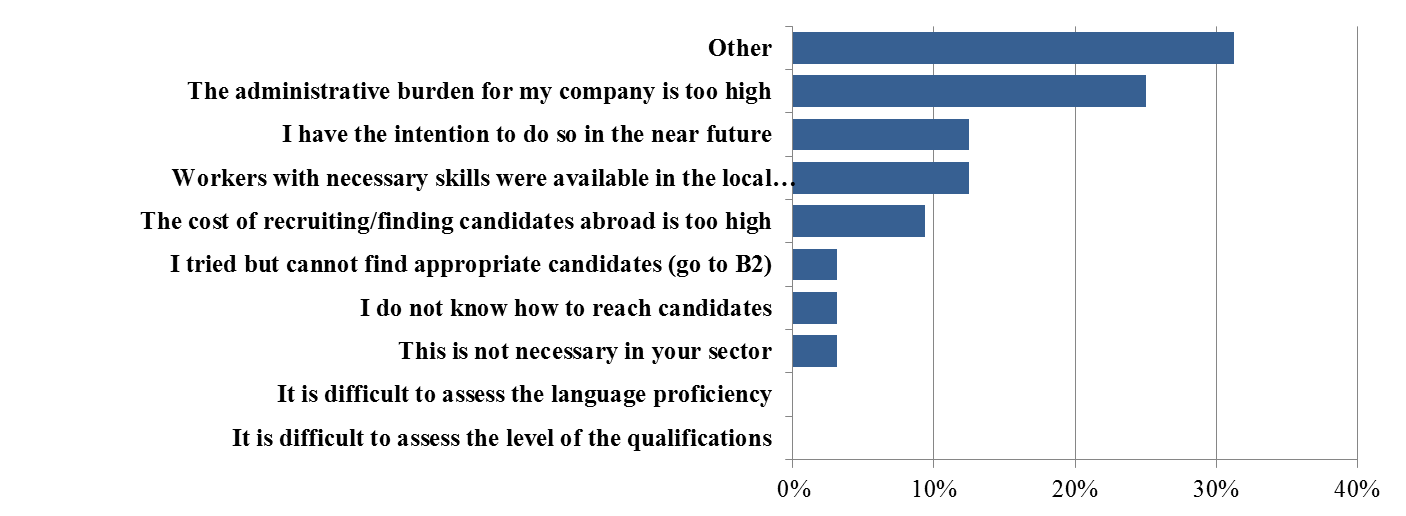 Other
The administrative burden for my company is too high
I have the intention to do so in the near future
Workers with necessary skills were available in the local…
The cost of recruiting/finding candidates abroad is too high
I tried but cannot find appropriate candidates (go to B2)
I do not know how to reach candidates
This is not necessary in your sector
It is difficult to assess the language proficiency
It is difficult to assess the level of the qualifications
0% 10% 20% 30% 40%